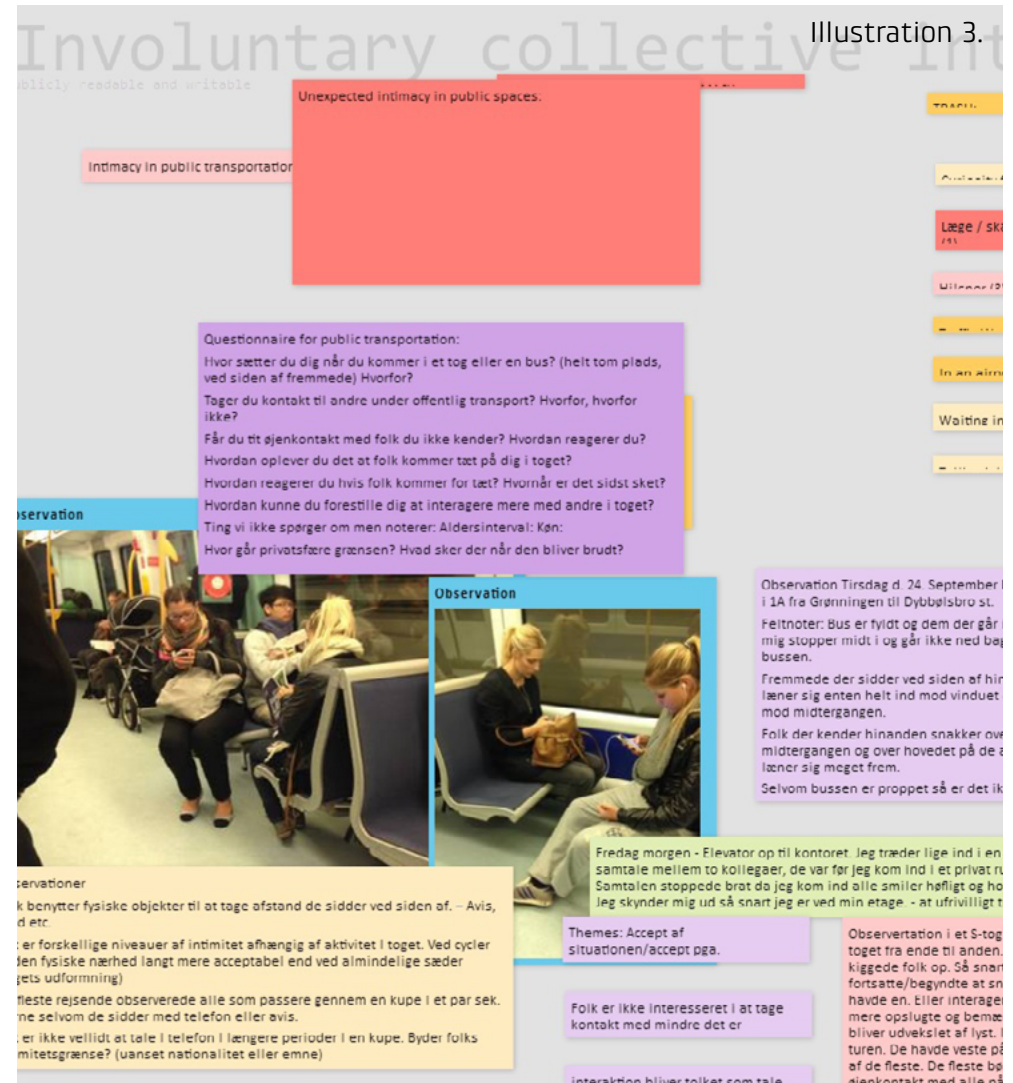 Involuntary collective int
Illustration 3.
blicly readable and writable
Unexpected intimacy in public spaces:
Intimacy in public transportation
TRASH:
Læge / ska
(1)
In an airp
Waiting in
Questionnaire for public transportation:
Hvor sætter du dig når du kommer i et tog eller en bus? (helt tom plads,
ved siden af fremmede) Hvorfor?
Tager du kontakt til andre under offentlig transport? Hvorfor, hvorfor
ikke?
Får du tit øjenkontakt med folk du ikke kender? Hvordan reagerer du?
Hvordan oplever du det at folk kommer tæt på dig i toget?
Hvordan reagerer du hvis folk kommer for tæt? Hvornår er det sidst sket?
Hvordan kunne du forestille dig at interagere mere med andre i toget?
Ting vi ikke spørger om men noterer: Aldersinterval: Køn:
Hvor går privatsfære grænsen? Hvad sker der når den bliver brudt?
servation
Observation
Observation Tirsdag d. 24. September
i 1A fra Grønningen til Dybbølsbro st.
Feltnoter: Bus er fyldt og dem der går
mig stopper midt i og går ikke ned bag
bussen.
Fremmede der sidder ved siden af hin
læner sig enten helt ind mod vinduet
mod midtergangen.
Folk der kender hinanden snakker ove
midtergangen og over hovedet på de a
læner sig meget frem.
Selvom bussen er proppet så er det ik
Fredag morgen - Elevator op til kontoret. Jeg træder lige ind i en
samtale mellem to kollegaer, de var før jeg kom ind i et privat ru
Samtalen stoppede brat da jeg kom ind alle smiler høfligt og ho
Jeg skynder mig ud så snart jeg er ved min etage. - at ufrivilligt t
servationer
k benytter fysiske objekter til at tage afstand de sidder ved siden af. – Avis,
d etc.
er forskellige niveauer af intimitet afhængig af aktivitet I toget. Ved cycler
den fysiske nærhed langt mere acceptabel end ved almindelige sæder
gets udformning)
fleste rejsende observerede alle som passere gennem en kupe I et par sek.
rne selvom de sidder med telefon eller avis.
er ikke vellidt at tale I telefon I længere perioder I en kupe. Byder folks
mitetsgrænse? (uanset nationalitet eller emne)
Themes: Accept af
situationen/accept pga.
Folk er ikke interesseret I at tage
kontakt med mindre det er
interaktion bliver tolket som tale
Observertation i et S-tog
toget fra ende til anden.
kiggede folk op. Så snar
fortsatte/begyndte at sn
havde en. Eller interager
mere opslugte og bemæ
bliver udvekslet af lyst.
turen. De havde veste på
af de fleste. De fleste bø
øjenkontakt med alle på